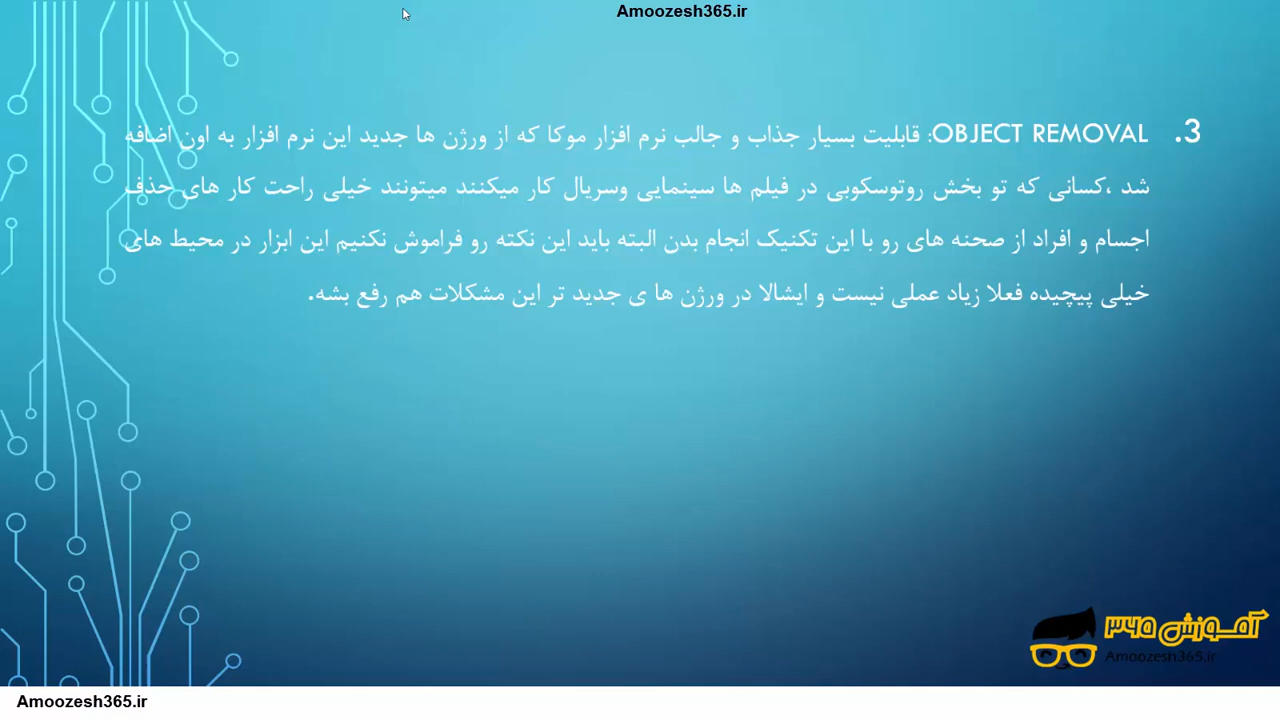 Amoozesh365.ir
3. OBJECT REMOVAL: قابلیت بسیار جذاب و جالب نرم افزار موکا که از ورژن ها جدید این نرم افزار به اون اضافه
شد ،کسانی که تو بخش روتوسکوپی در فیلم ها سینمایی وسریال کار میکنند میتونند خیلی راحت کار های حذف
اجسام و افراد از صحنه های رو با این تکنیک انجام بدن البته باید این نکته رو فراموش نکنیم این ابزار در محیط های
خیلی پیچیده فعلا زیاد عملی نیست و ایشالا در ورژن ها ی جدید تر این مشکلات هم رفع بشه.
آموزش ۳۶۵
Amoozesh365.ir
Amoozesh365.ir